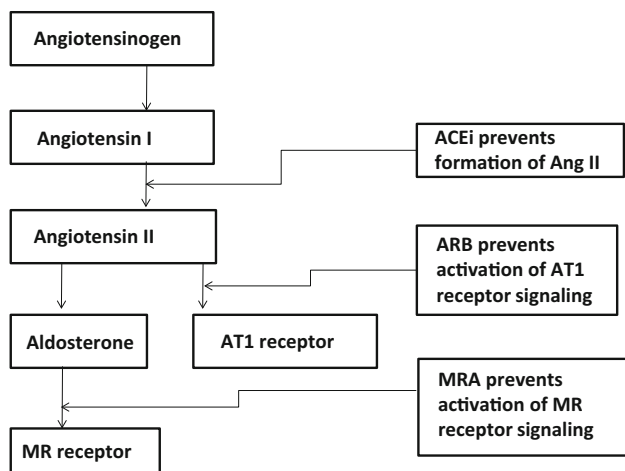 Angiotensinogen
Angiotensin I
ACEi prevents
formation of Ang II
Angiotensin II
ARB prevents
activation of AT1
receptor signaling
Aldosterone
AT1 receptor
MRA prevents
activation of MR
receptor signaling
MR receptor